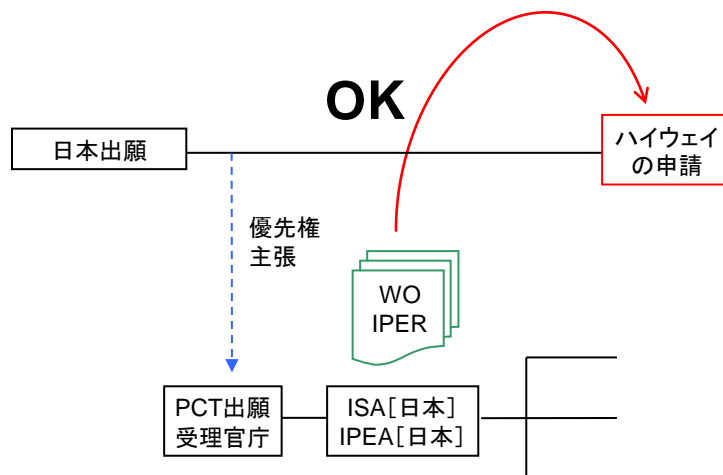 OK
日本出願
ハイウェイ
の申請
優先権
主張
WO
IPER
PCT出願
受理官庁
ISA[日本]
IPEA[日本]